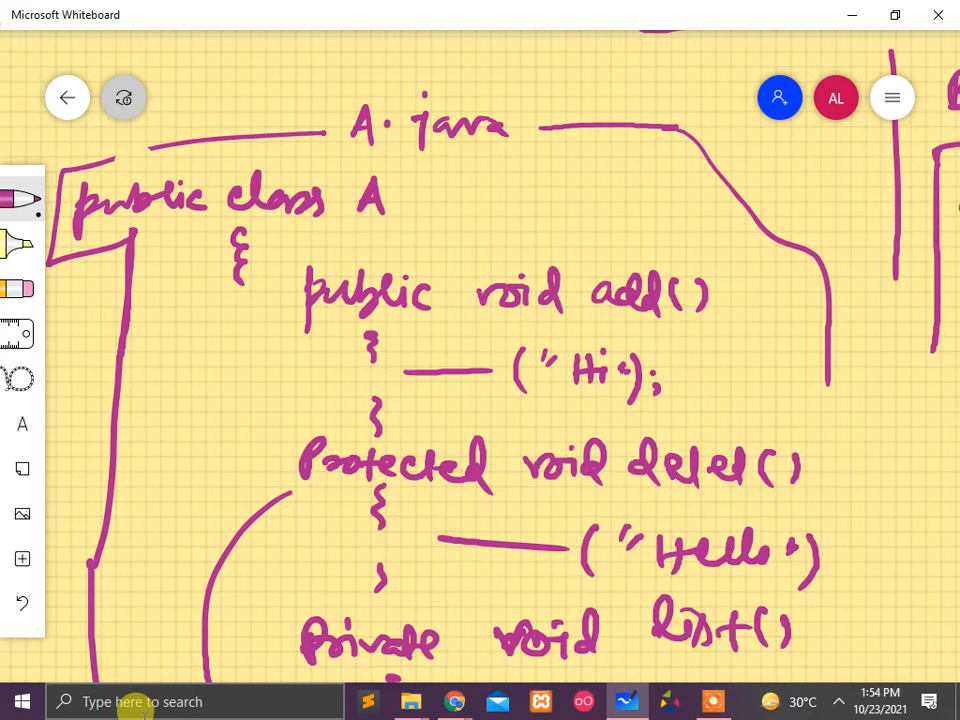 Microsoft Whiteboard
AL
A. java
public class A
{
public void add()
{
("Hi");
}
Protected void delet()
{
("Hello")
}
private void list()
A
Type here to search
30°C
1:54 PM
10/23/2021